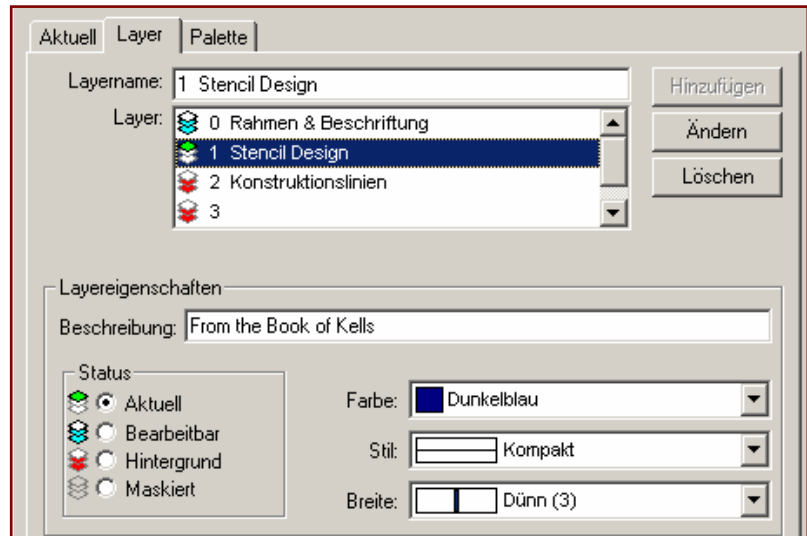 Aktuell Layer Palette
Layername: 1 Stencil Design Hinzufügen
Layer: 0 Rahmen & Beschriftung Ändern
1 Stencil Design
2 Konstruktionslinien Löschen
3
Layereigenschaften
Beschreibung: From the Book of Kells
Status
Aktuell Farbe: Dunkelblau
Bearbeitbar
Hintergrund Stil: Kompakt
Maskiert
Breite: Dünn (3)